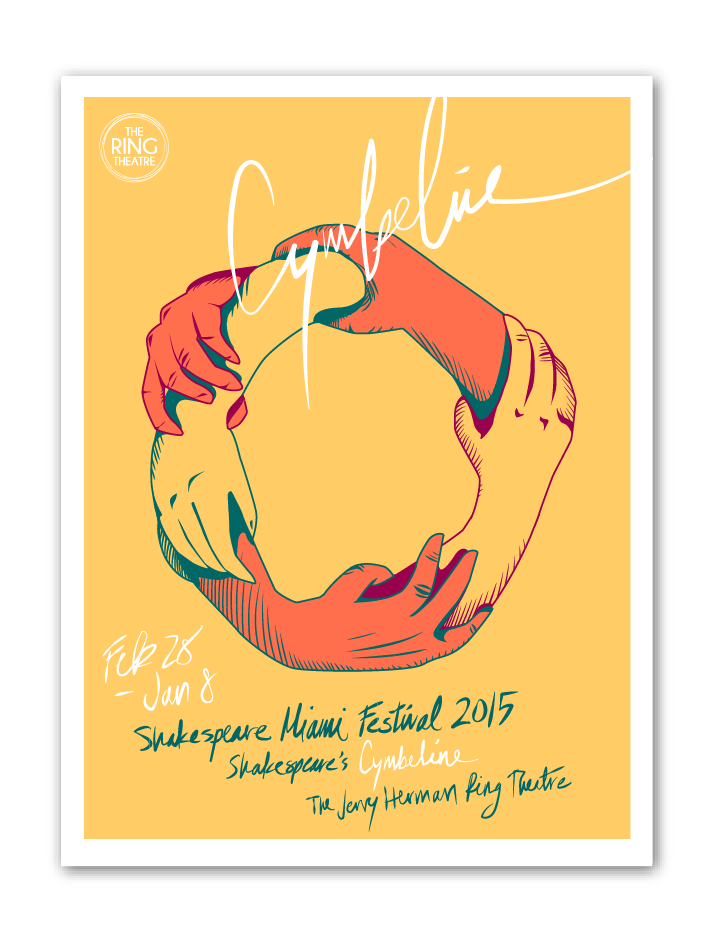 THE
RING
THEATRE
Cymbeline
Feb 28
- Jan 8
Shakespeare Miami Festival 2015
Shakespeare's Cymbeline
The Jerry Herman Ring Theatre